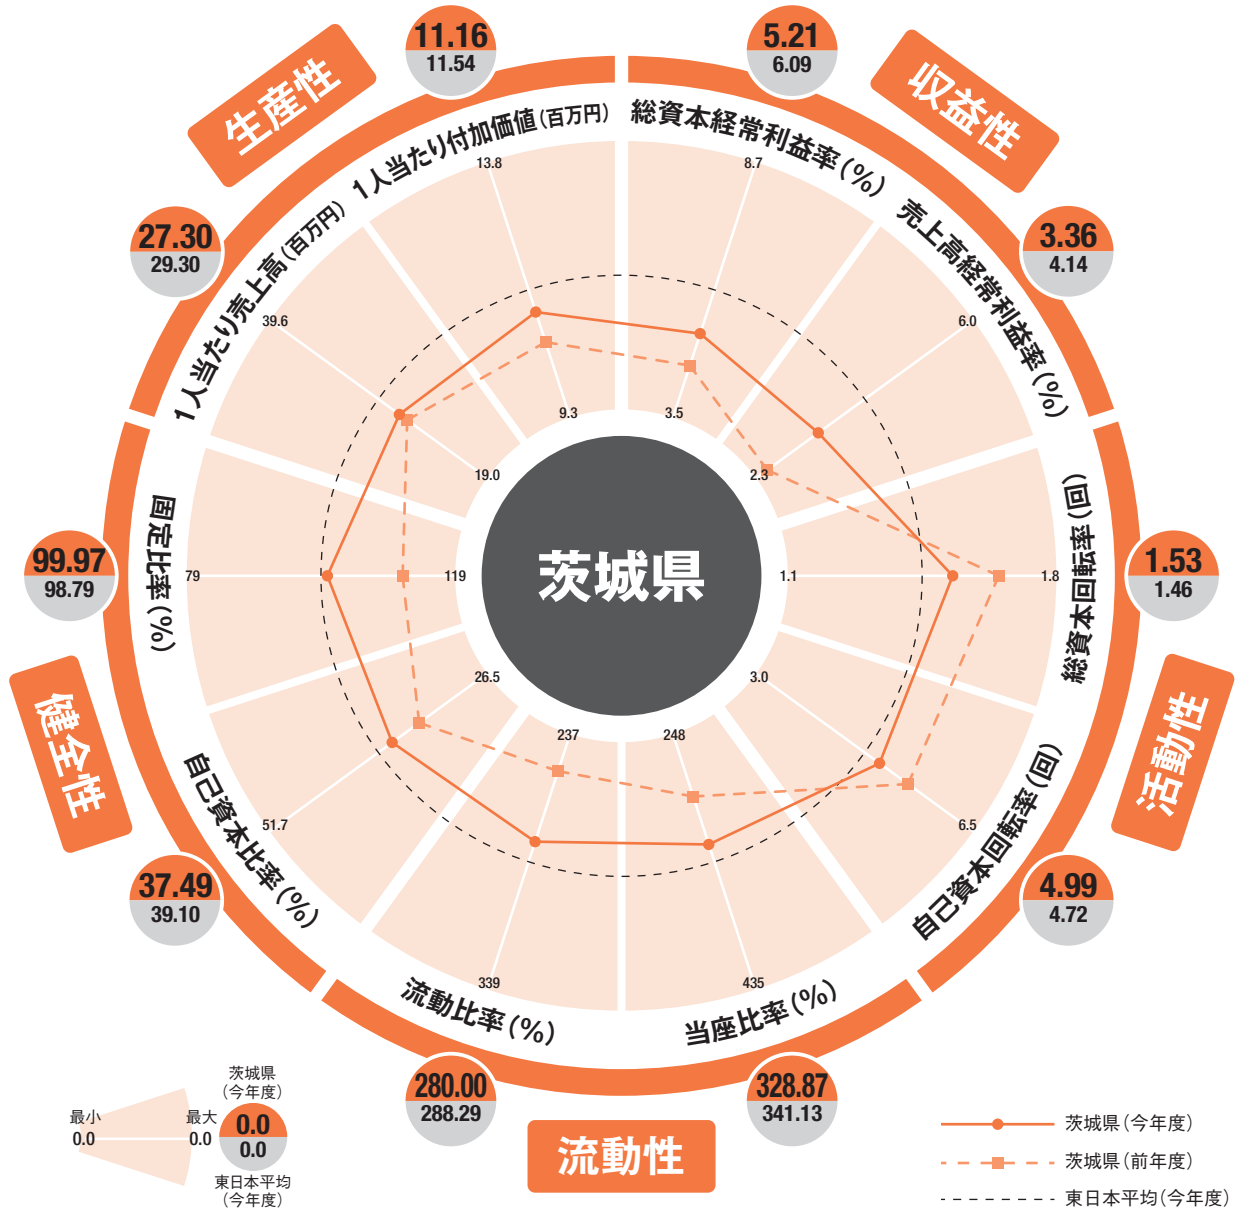 茨城県
収益性
総資本経常利益率(%)
5.21
6.09
8.7
3.5
売上高経常利益率(%)
3.36
4.14
6.0
2.3
活動性
総資本回転率(回)
1.53
1.46
1.8
1.1
自己資本回転率(回)
4.99
4.72
6.5
3.0
流動性
当座比率(%)
328.87
341.13
435
248
流動比率(%)
280.00
288.29
339
237
健全性
自己資本比率(%)
37.49
39.10
51.7
26.5
固定比率(%)
99.97
98.79
79
119
生産性
1人当たり売上高(百万円)
27.30
29.30
39.6
19.0
1人当たり付加価値(百万円)
11.16
11.54
13.8
9.3
最小
0.0
最大
0.0
茨城県
(今年度)
0.0
0.0
東日本平均
(今年度)
茨城県(今年度)
茨城県(前年度)
東日本平均(今年度)